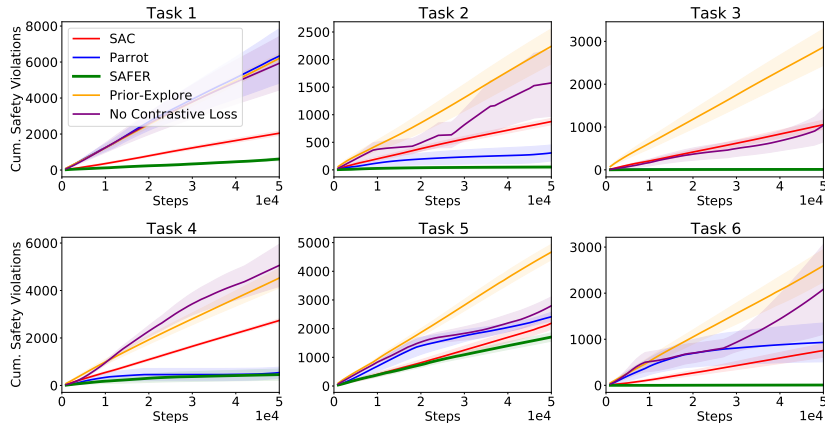 Task 1
Task 2
Task 3
Cum. Safety Violations
8000
6000
4000
2000
0
SAC
Parrot
SAFER
Prior-Explore
No Contrastive Loss
0 1 2 3 4 5
Steps
1e4
2500
2000
1500
1000
500
0
0 1 2 3 4 5
Steps
1e4
3000
2000
1000
0
0 1 2 3 4 5
Steps
1e4
Task 4
Task 5
Task 6
Cum. Safety Violations
6000
4000
2000
0
0 1 2 3 4 5
Steps
1e4
5000
4000
3000
2000
1000
0
0 1 2 3 4 5
Steps
1e4
3000
2000
1000
0
0 1 2 3 4 5
Steps
1e4